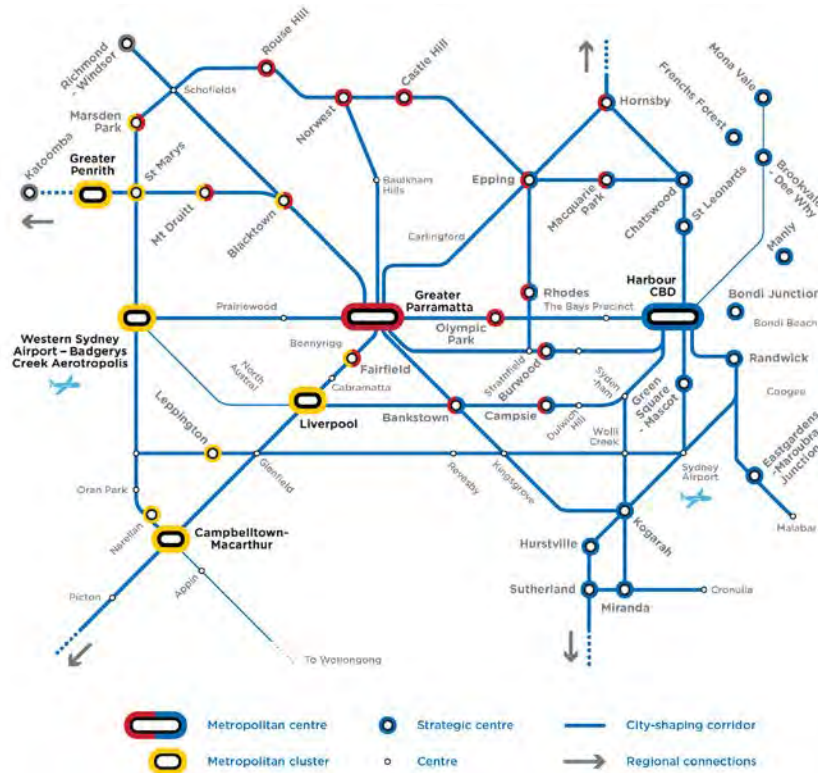 Richmond
- Windsor
Rouse Hill
Castle Hill
Mona Vale
Schofields
Norwest
Hornsby
Frenchs Forest
Marsden
Park
Katoomba
Greater
Penrith
St Marys
Baulkham
Hills
Epping
Macquarie
Park
Chatswood
St Leonards
Brookvale
- Dee Why
Mt Druitt
Blacktown
Carlingford
Manly
Greater
Parramatta
Rhodes
Harbour
CBD
Bondi Junction
Prairiewood
Olympic
Park
The Bays Precinct
Bondi Beach
Western Sydney
Airport – Badgerys
Creek Aerotropolis
Bonnyrigg
Fairfield
Cabramatta
Strathfield
Burwood
Randwick
North
Austral
Syden
-ham
Green
Square
- Mascot
Coogee
Leppington
Liverpool
Bankstown
Campsie
Dulwich
Hill
Wolli
Creek
Eastgardens
-Maroubra
Junction
Oran Park
Glenfield
Revesby
Kingsgrove
Sydney
Airport
Malabar
Narellan
Campbelltown-
Macarthur
Kogarah
Hurstville
Picton
Appin
Sutherland
Miranda
Cronulla
To Wollongong
Metropolitan centre
Strategic centre
City-shaping corridor
Metropolitan cluster
Centre
Regional connections